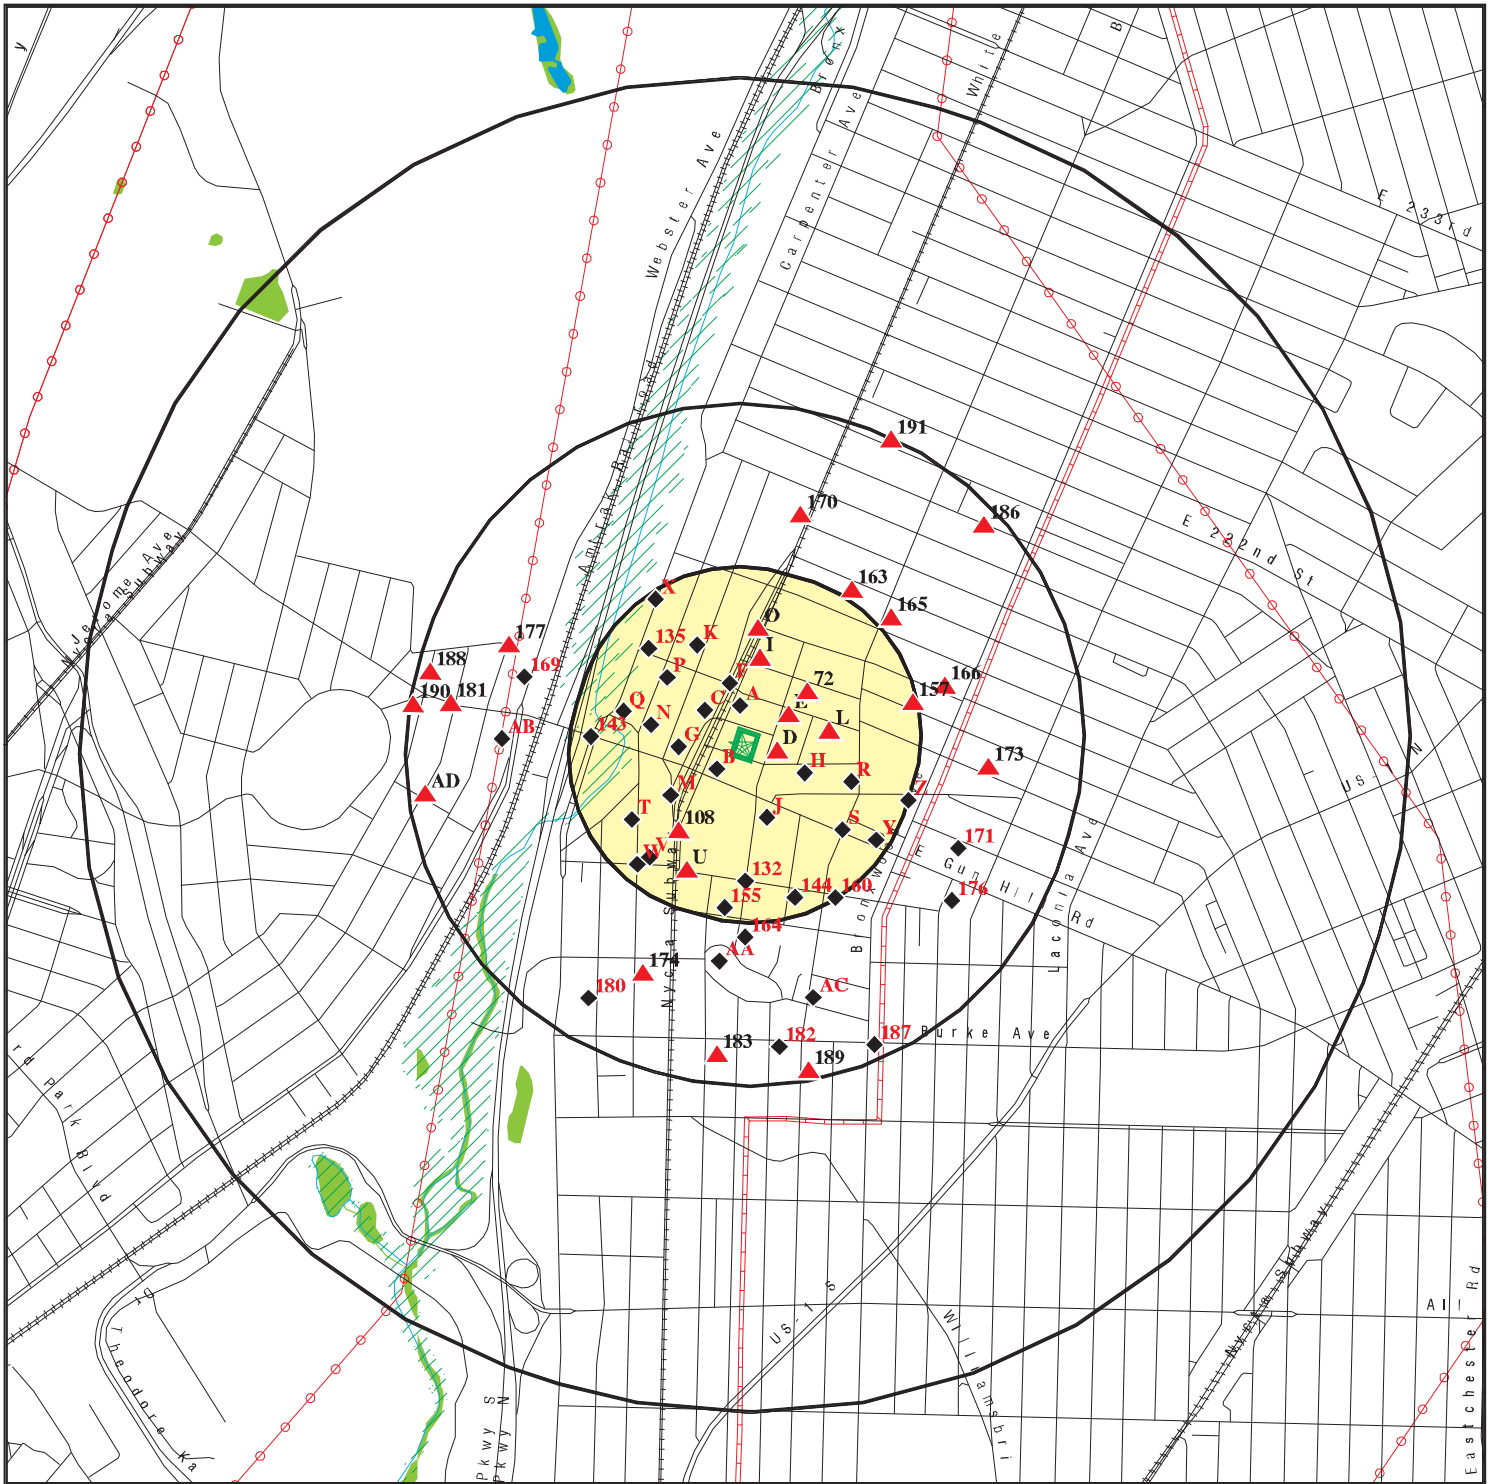 y
B
White
Bronx
Carpenter Ave
Webster Ave
E 233rd
191
170
186
E 222nd St
Amtrak Railroad
Jerome Ave
163
X
165
O
135
K
177
I
188
169
P
F
72
166
190
181
Q
C
A
E
157
AB
143
N
L
G
D
B
H
R
173
US-1 N
AD
M
Z
T
108
J
S
Y
171
W
V
U
E Gun Hill Rd
Laconia Ave
132
144
160
176
155
164
AA
174
180
AC
183
182
187
Burke Ave
189
rd Park Blvd
Nycta Subway
US-1 S
Williamsbri
Nycta Subway
All
Eastchester Rd
Theodore Ka
Pkwy S
Pkwy N